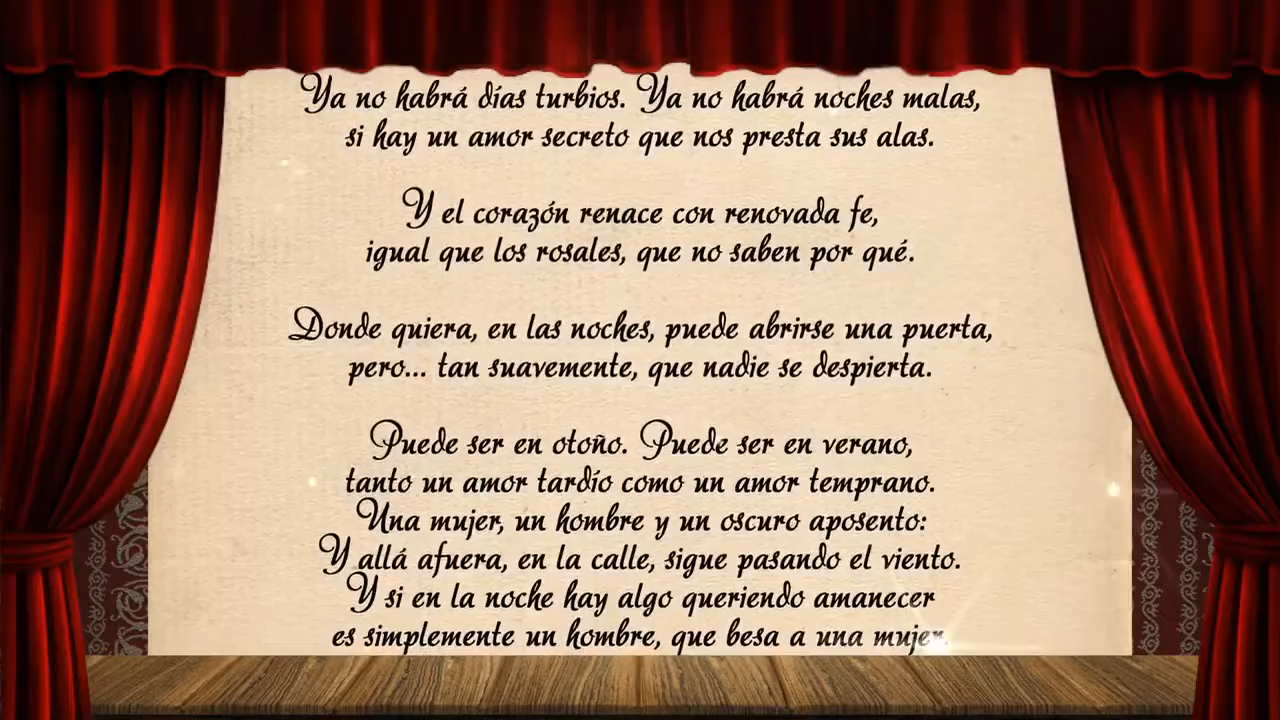 Ya no habrá días turbios. Ya no habrá noches malas,
si hay un amor secreto que nos presta sus alas.
Y el corazón renace con renovada fe,
igual que los rosales, que no saben por qué.
Donde quiera, en las noches, puede abrirse una puerta,
pero... tan suavemente, que nadie se despierta.
Puede ser en otoño. Puede ser en verano,
tanto un amor tardío como un amor temprano.
Una mujer, un hombre y un oscuro aposento:
Y allá afuera, en la calle, sigue pasando el viento.
Y si en la noche hay algo queriendo amanecer
es simplemente un hombre, que besa a una mujer.